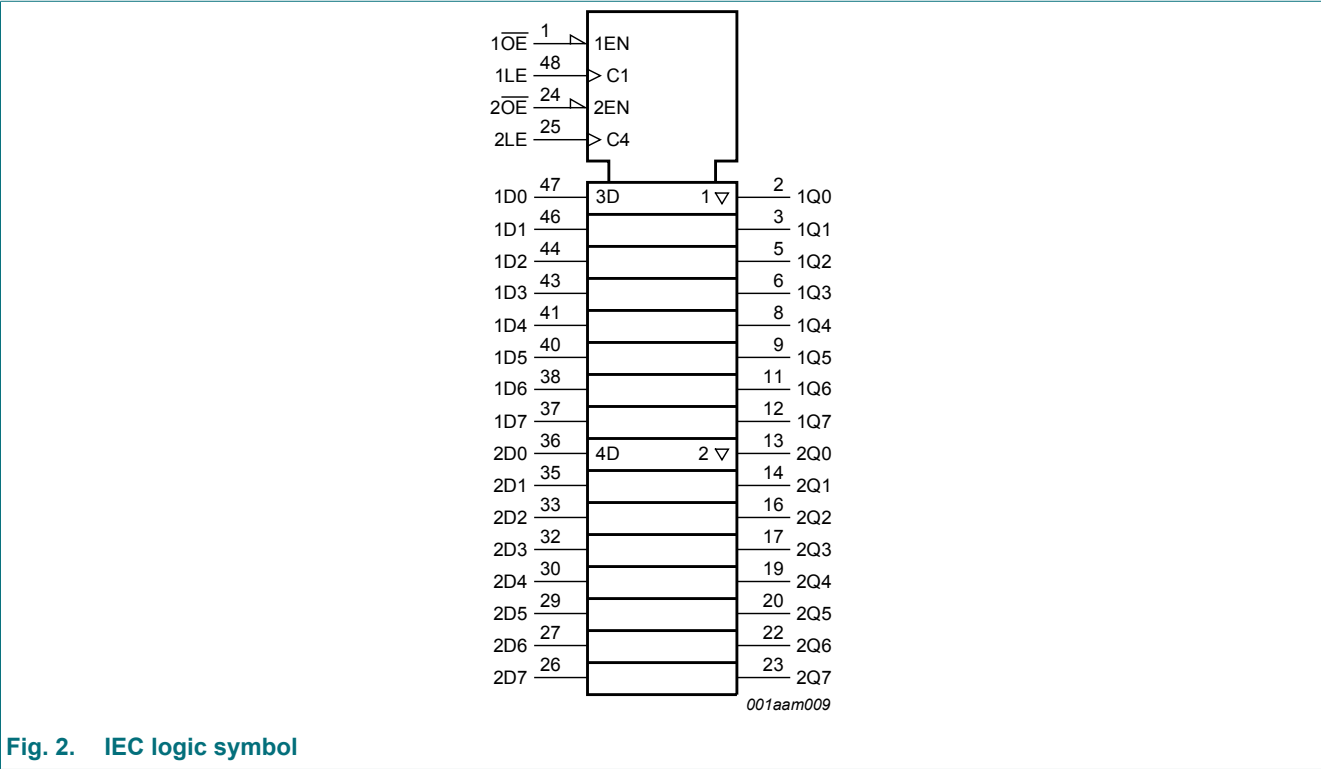 1O̅E̅ 1 1EN
1LE 48 C1
2O̅E̅ 24 2EN
2LE 25 C4
1D0 47 3D 1 ▽ 2 1Q0
1D1 46 3 1Q1
1D2 44 5 1Q2
1D3 43 6 1Q3
1D4 41 8 1Q4
1D5 40 9 1Q5
1D6 38 11 1Q6
1D7 37 12 1Q7
2D0 36 4D 2 ▽ 13 2Q0
2D1 35 14 2Q1
2D2 33 16 2Q2
2D3 32 17 2Q3
2D4 30 19 2Q4
2D5 29 20 2Q5
2D6 27 22 2Q6
2D7 26 23 2Q7
001aam009
Fig. 2. IEC logic symbol